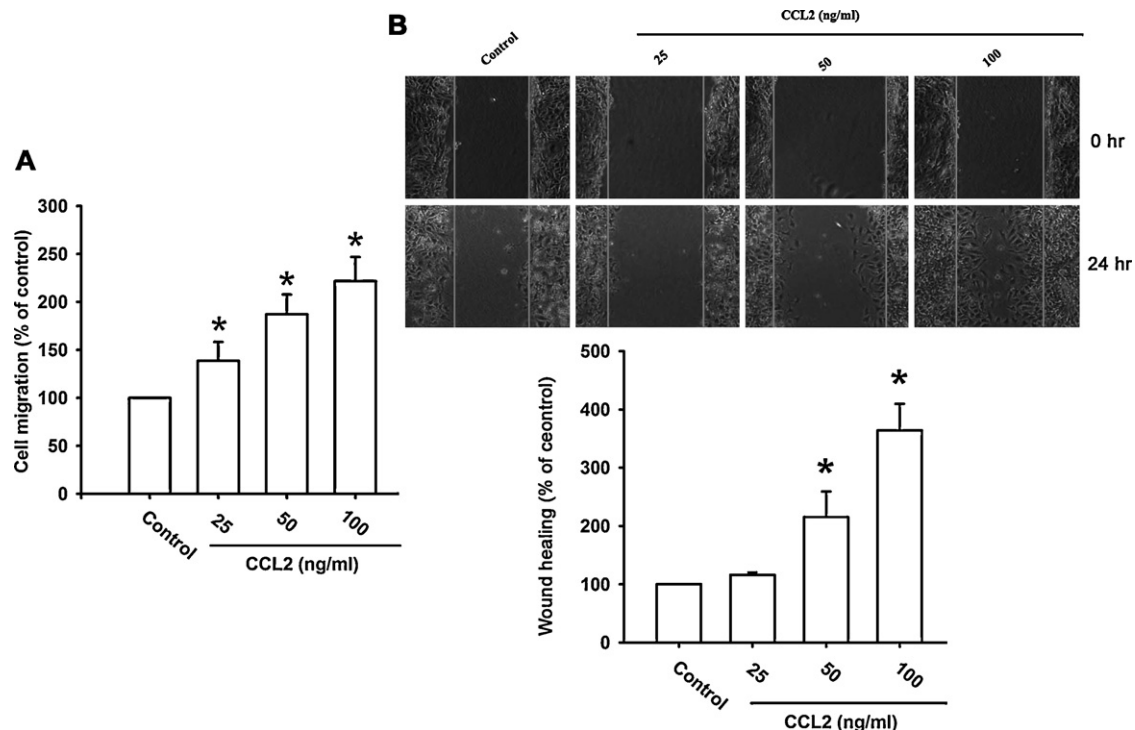 A
Cell migration (% of control)
300
250
200
150
100
50
0
*
*
*
Control
25
50
100
CCL2 (ng/ml)
B
CCL2 (ng/ml)
Control
25
50
100
0 hr
24 hr
Wound healing (% of ceontrol)
500
400
300
200
100
0
*
*
Control
25
50
100
CCL2 (ng/ml)